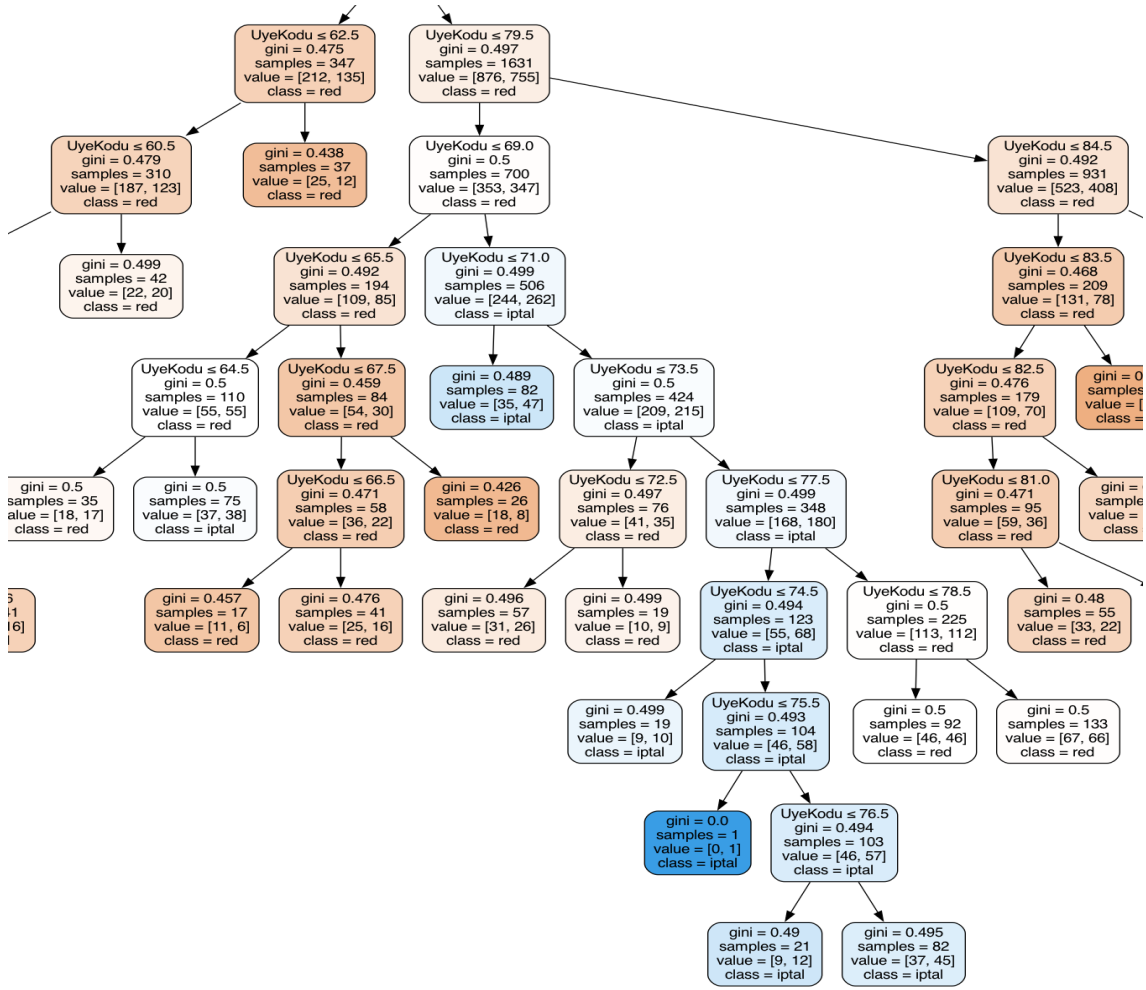 UyeKodu ≤ 62.5
gini = 0.475
samples = 347
value = [212, 135]
class = red
UyeKodu ≤ 79.5
gini = 0.497
samples = 1631
value = [876, 755]
class = red
UyeKodu ≤ 60.5
gini = 0.479
samples = 310
value = [187, 123]
class = red
gini = 0.438
samples = 37
value = [25, 12]
class = red
UyeKodu ≤ 69.0
gini = 0.5
samples = 700
value = [353, 347]
class = red
UyeKodu ≤ 84.5
gini = 0.492
samples = 931
value = [523, 408]
class = red
gini = 0.499
samples = 42
value = [22, 20]
class = red
UyeKodu ≤ 65.5
gini = 0.492
samples = 194
value = [109, 85]
class = red
UyeKodu ≤ 71.0
gini = 0.499
samples = 506
value = [244, 262]
class = iptal
UyeKodu ≤ 83.5
gini = 0.468
samples = 209
value = [131, 78]
class = red
UyeKodu ≤ 64.5
gini = 0.5
samples = 110
value = [55, 55]
class = red
UyeKodu ≤ 67.5
gini = 0.459
samples = 84
value = [54, 30]
class = red
gini = 0.489
samples = 82
value = [35, 47]
class = iptal
UyeKodu ≤ 73.5
gini = 0.5
samples = 424
value = [209, 215]
class = iptal
UyeKodu ≤ 82.5
gini = 0.476
samples = 179
value = [109, 70]
class = red
gini = 0
samples
value = [
class = red
gini = 0.5
samples = 35
value = [18, 17]
class = red
gini = 0.5
samples = 75
value = [37, 38]
class = iptal
UyeKodu ≤ 66.5
gini = 0.471
samples = 58
value = [36, 22]
class = red
gini = 0.426
samples = 26
value = [18, 8]
class = red
UyeKodu ≤ 72.5
gini = 0.497
samples = 76
value = [41, 35]
class = red
UyeKodu ≤ 77.5
gini = 0.499
samples = 348
value = [168, 180]
class = iptal
UyeKodu ≤ 81.0
gini = 0.471
samples = 95
value = [59, 36]
class = red
gini =
samples
value =
class =
6
41
16]
gini = 0.457
samples = 17
value = [11, 6]
class = red
gini = 0.476
samples = 41
value = [25, 16]
class = red
gini = 0.496
samples = 57
value = [31, 26]
class = red
gini = 0.499
samples = 19
value = [10, 9]
class = red
UyeKodu ≤ 74.5
gini = 0.494
samples = 123
value = [55, 68]
class = iptal
UyeKodu ≤ 78.5
gini = 0.5
samples = 225
value = [113, 112]
class = red
gini = 0.48
samples = 55
value = [33, 22]
class = red
gini = 0.499
samples = 19
value = [9, 10]
class = iptal
UyeKodu ≤ 75.5
gini = 0.493
samples = 104
value = [46, 58]
class = iptal
gini = 0.5
samples = 92
value = [46, 46]
class = red
gini = 0.5
samples = 133
value = [67, 66]
class = red
gini = 0.0
samples = 1
value = [0, 1]
class = iptal
UyeKodu ≤ 76.5
gini = 0.494
samples = 103
value = [46, 57]
class = iptal
gini = 0.49
samples = 21
value = [9, 12]
class = iptal
gini = 0.495
samples = 82
value = [37, 45]
class = iptal